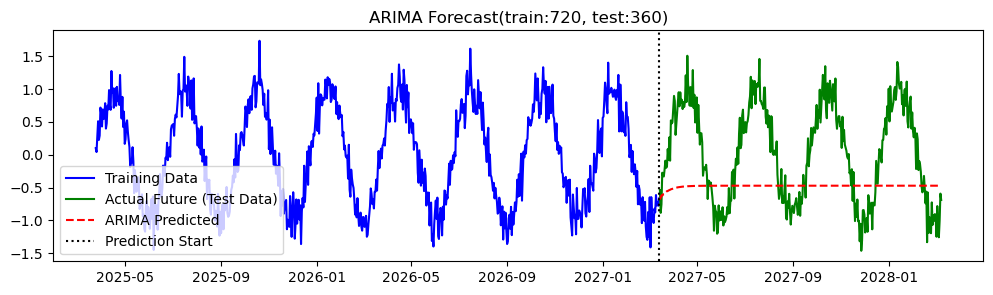 ARIMA Forecast(train:720, test:360)
1.5
1.0
0.5
0.0
−0.5
−1.0
−1.5
Training Data
Actual Future (Test Data)
ARIMA Predicted
Prediction Start
2025-05 2025-09 2026-01 2026-05 2026-09 2027-01 2027-05 2027-09 2028-01